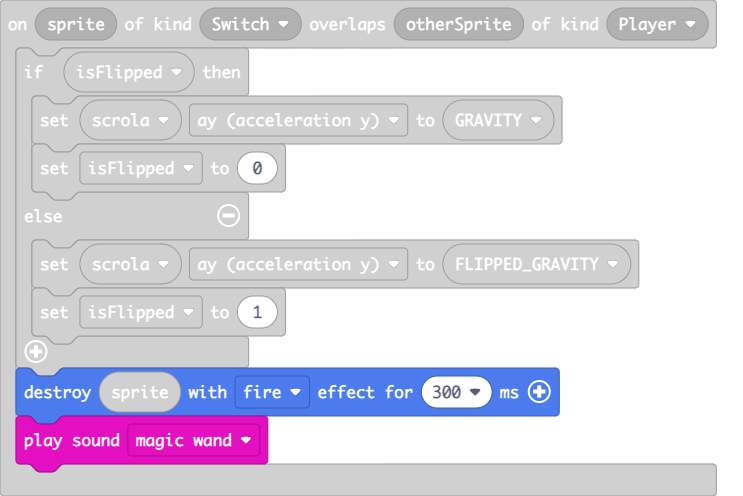 on sprite of kind Switch overlaps otherSprite of kind Player
if isFlipped then
set scrola ay (acceleration y) to GRAVITY
set isFlipped to 0
else
set scrola ay (acceleration y) to FLIPPED_GRAVITY
set isFlipped to 1
destroy sprite with fire effect for 300 ms
play sound magic wand